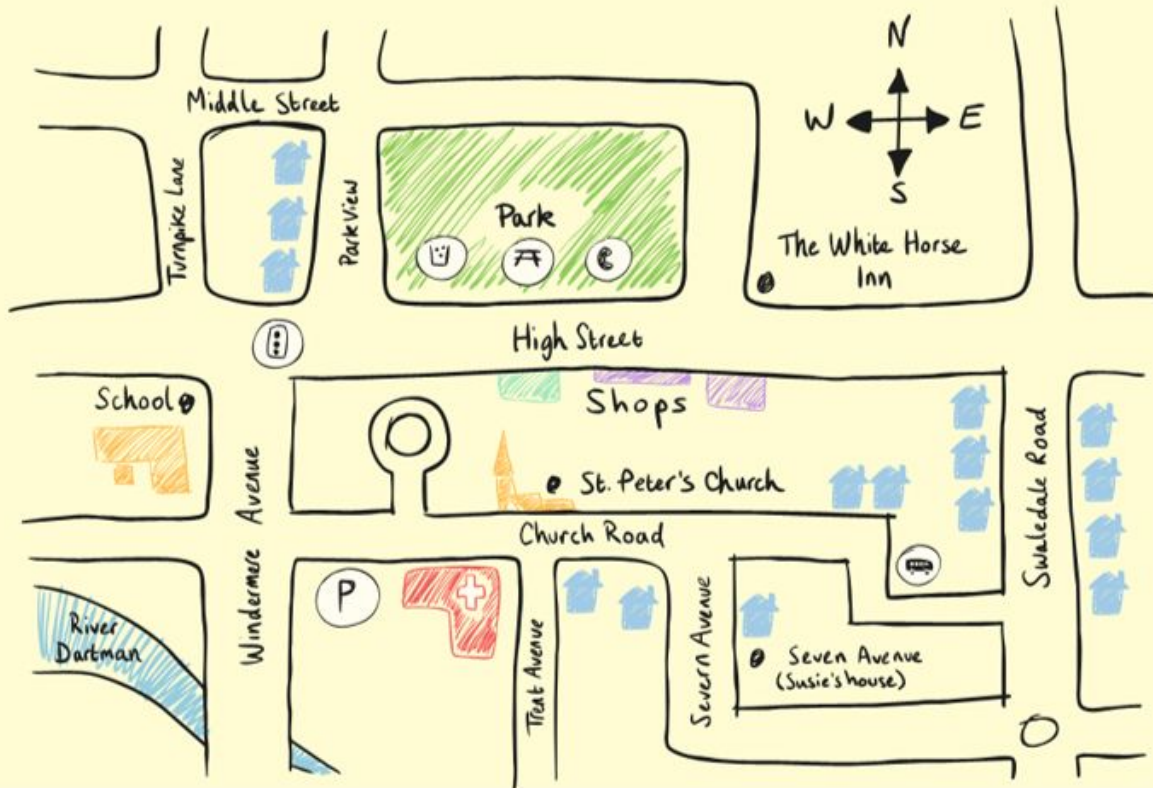 N
Middle Street
W E
S
Turnpike Lane
Park View
Park
The White Horse
Inn
High Street
School
Shops
Windermere Avenue
St. Peter's Church
Swaledale Road
Church Road
P
River
Dartman
Treat Avenue
Severn Avenue
Seven Avenue
(Susie's house)